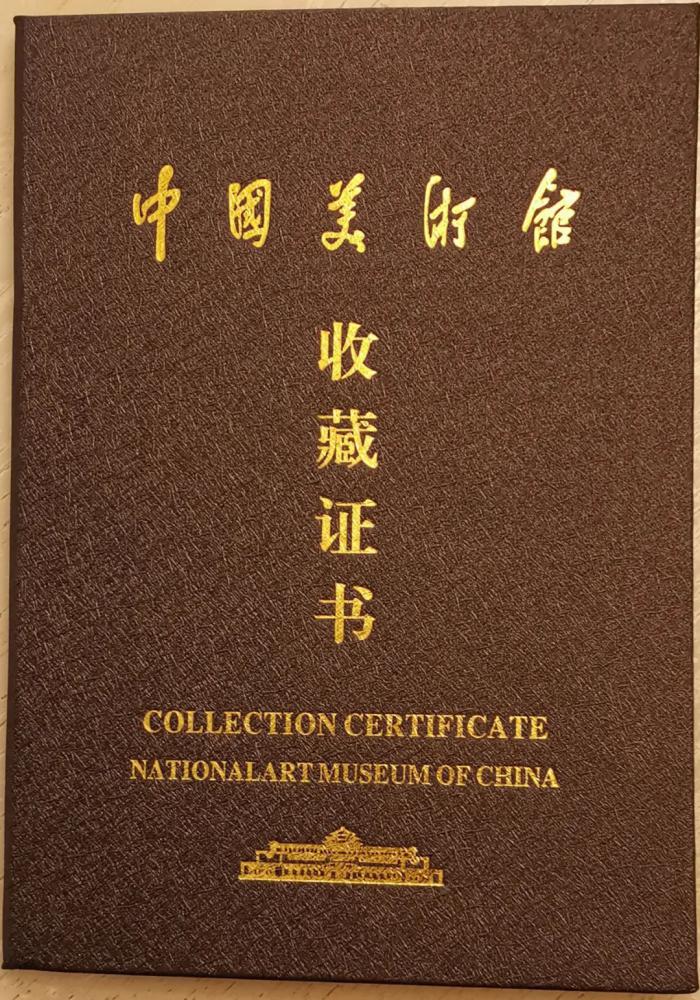 中國美術館
收藏证书
COLLECTION CERTIFICATE
NATIONALART MUSEUM OF CHINA